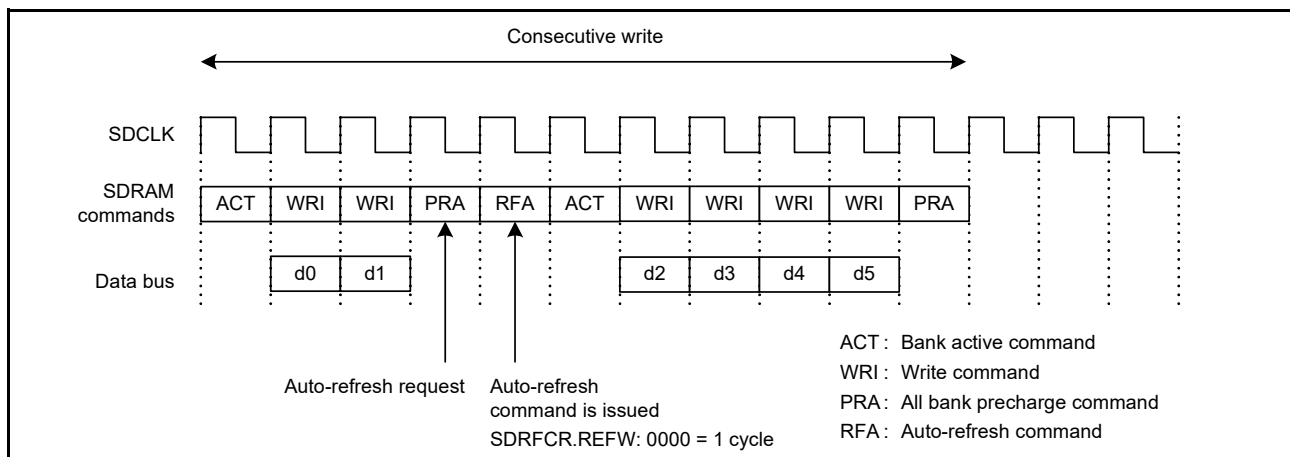 Consecutive write
SDCLK
SDRAM
commands
ACT WRI WRI PRA RFA ACT WRI WRI WRI WRI PRA
Data bus
d0 d1 d2 d3 d4 d5
Auto-refresh request
Auto-refresh
command is issued
SDRFCR.REFW: 0000 = 1 cycle
ACT : Bank active command
WRI : Write command
PRA : All bank precharge command
RFA : Auto-refresh command